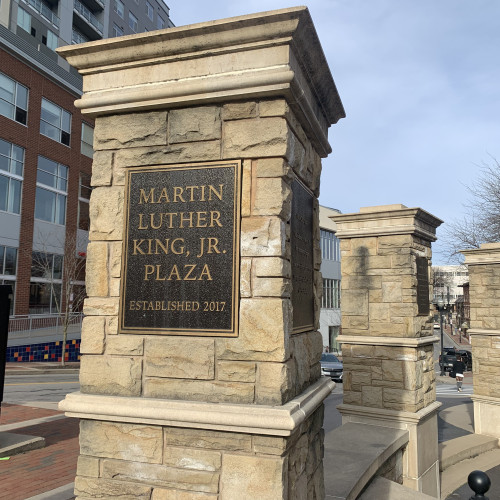 MARTIN
LUTHER
KING, JR.
PLAZA
ESTABLISHED 2017